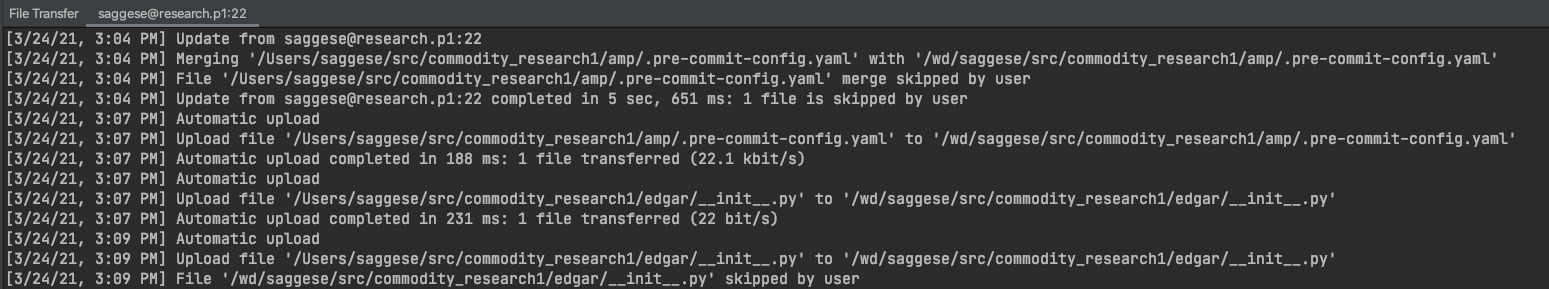 File Transfer saggese@research.p1:22
[3/24/21, 3:04 PM] Update from saggese@research.p1:22
[3/24/21, 3:04 PM] Merging '/Users/saggese/src/commodity_research1/amp/.pre-commit-config.yaml' with '/wd/saggese/src/commodity_research1/amp/.pre-commit-config.yaml'
[3/24/21, 3:04 PM] File '/Users/saggese/src/commodity_research1/amp/.pre-commit-config.yaml' merge skipped by user
[3/24/21, 3:04 PM] Update from saggese@research.p1:22 completed in 5 sec, 651 ms: 1 file is skipped by user
[3/24/21, 3:07 PM] Automatic upload
[3/24/21, 3:07 PM] Upload file '/Users/saggese/src/commodity_research1/amp/.pre-commit-config.yaml' to '/wd/saggese/src/commodity_research1/amp/.pre-commit-config.yaml'
[3/24/21, 3:07 PM] Automatic upload completed in 188 ms: 1 file transferred (22.1 kbit/s)
[3/24/21, 3:07 PM] Automatic upload
[3/24/21, 3:07 PM] Upload file '/Users/saggese/src/commodity_research1/edgar/__init__.py' to '/wd/saggese/src/commodity_research1/edgar/__init__.py'
[3/24/21, 3:07 PM] Automatic upload completed in 231 ms: 1 file transferred (22 bit/s)
[3/24/21, 3:09 PM] Automatic upload
[3/24/21, 3:09 PM] Upload file '/Users/saggese/src/commodity_research1/edgar/__init__.py' to '/wd/saggese/src/commodity_research1/edgar/__init__.py'
[3/24/21, 3:09 PM] File '/wd/saggese/src/commodity_research1/edgar/__init__.py' skipped by user